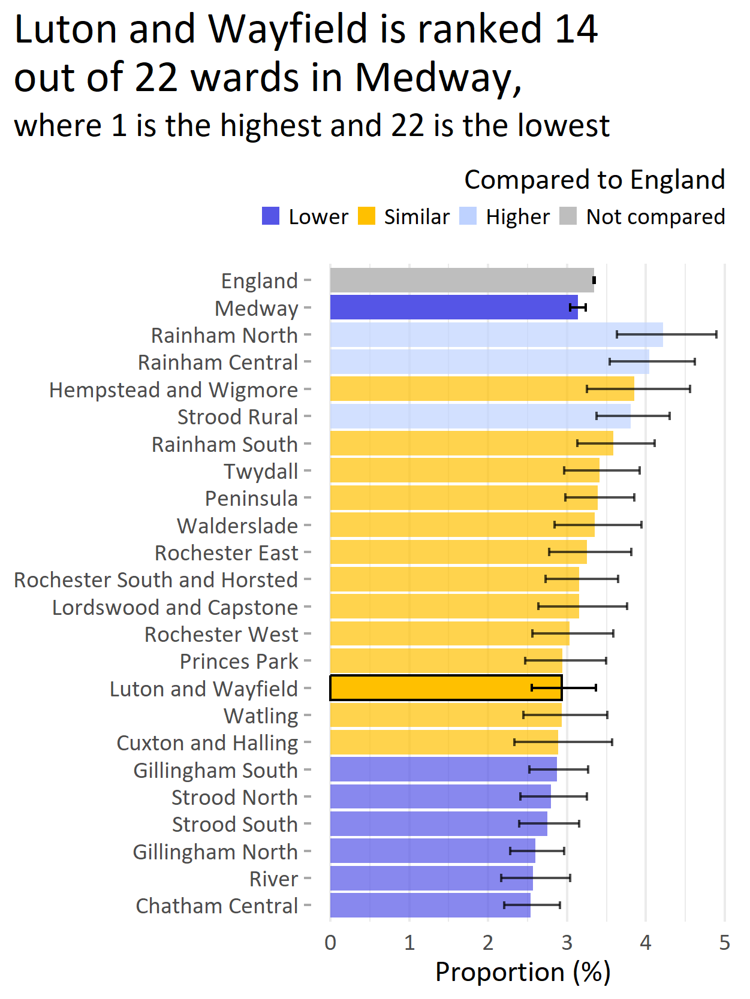 Luton and Wayfield is ranked 14
out of 22 wards in Medway,
where 1 is the highest and 22 is the lowest
Compared to England
Lower Similar Higher Not compared
England
Medway
Rainham North
Rainham Central
Hempstead and Wigmore
Strood Rural
Rainham South
Twydall
Peninsula
Walderslade
Rochester East
Rochester South and Horsted
Lordswood and Capstone
Rochester West
Princes Park
Luton and Wayfield
Watling
Cuxton and Halling
Gillingham South
Strood North
Strood South
Gillingham North
River
Chatham Central
0 1 2 3 4 5
Proportion (%)